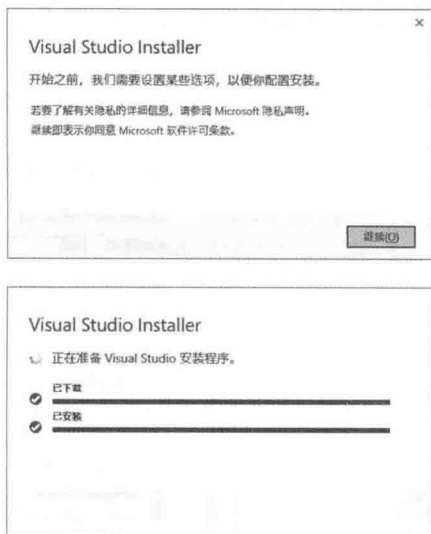 Visual Studio Installer
开始之前，我们需要设置某些选项，以便你配置安装。
若要了解有关隐私的详细信息，请参阅 Microsoft 隐私声明。
继续即表示你同意 Microsoft 软件许可条款。
继续(O)
Visual Studio Installer
正在准备 Visual Studio 安装程序。
已下载
已安装